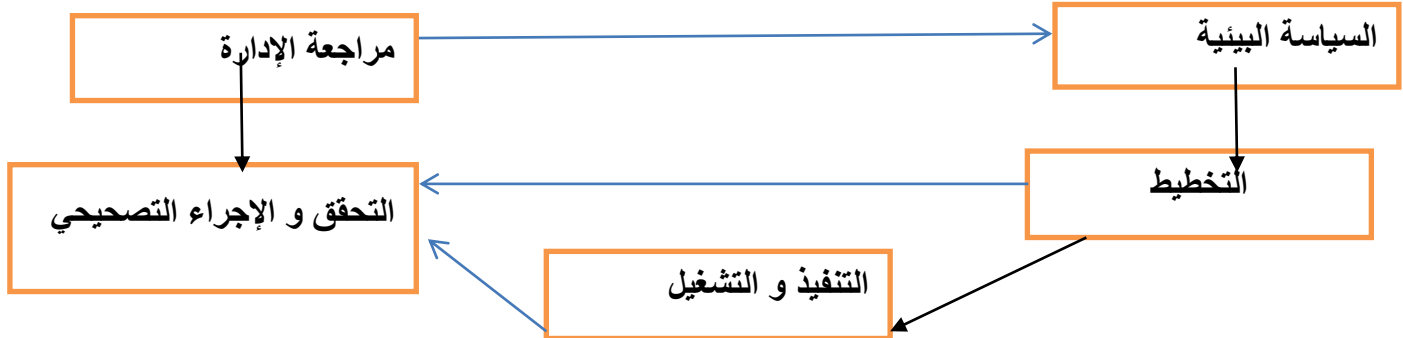 السياسة البيئية
مراجعة الإدارة
التخطيط
التحقق و الإجراء التصحيحي
التنفيذ و التشغيل